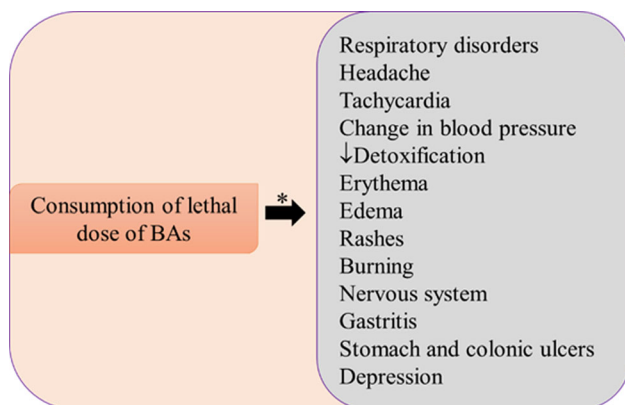 Consumption of lethal
dose of BAs
*
Respiratory disorders
Headache
Tachycardia
Change in blood pressure
↓Detoxification
Erythema
Edema
Rashes
Burning
Nervous system
Gastritis
Stomach and colonic ulcers
Depression